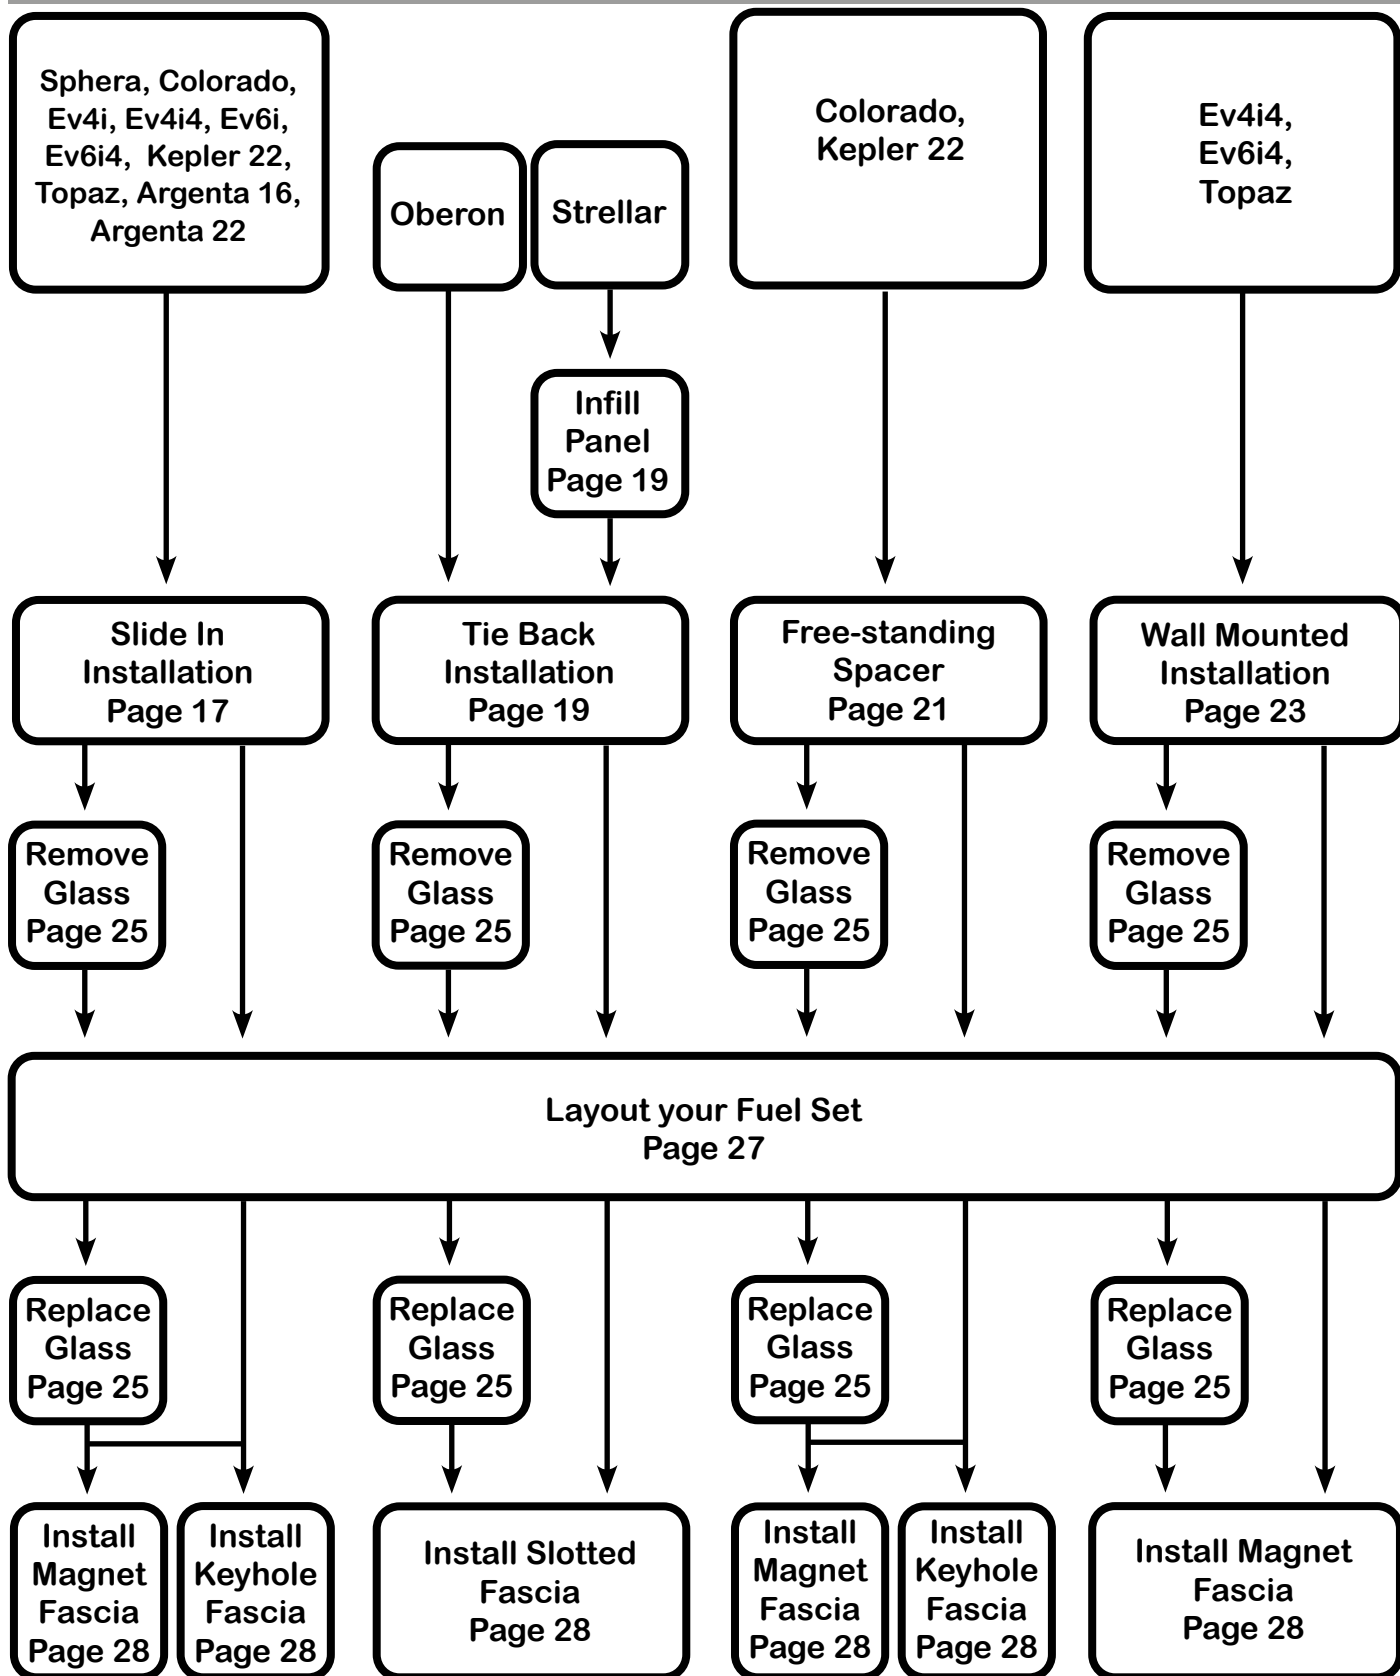 Sphera, Colorado,
Ev4i, Ev4i4, Ev6i,
Ev6i4, Kepler 22,
Topaz, Argenta 16,
Argenta 22
Oberon
Strellar
Colorado,
Kepler 22
Ev4i4,
Ev6i4,
Topaz
Infill
Panel
Page 19
Slide In
Installation
Page 17
Tie Back
Installation
Page 19
Free-standing
Spacer
Page 21
Wall Mounted
Installation
Page 23
Remove
Glass
Page 25
Remove
Glass
Page 25
Remove
Glass
Page 25
Remove
Glass
Page 25
Layout your Fuel Set
Page 27
Replace
Glass
Page 25
Replace
Glass
Page 25
Replace
Glass
Page 25
Replace
Glass
Page 25
Install
Magnet
Fascia
Page 28
Install
Keyhole
Fascia
Page 28
Install Slotted
Fascia
Page 28
Install
Magnet
Fascia
Page 28
Install
Keyhole
Fascia
Page 28
Install Magnet
Fascia
Page 28